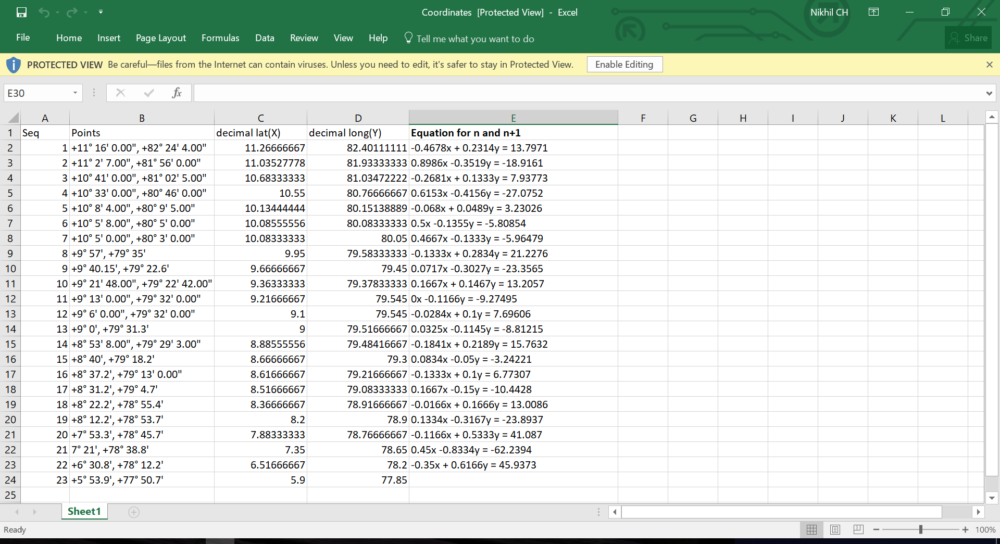 Coordinates [Protected View] - Excel
Nikhil CH
File Home Insert Page Layout Formulas Data Review View Help Tell me what you want to do Share
PROTECTED VIEW Be careful—files from the Internet can contain viruses. Unless you need to edit, it's safer to stay in Protected View. Enable Editing
E30 fx
A B C D E F G H I J K L
1 Seq Points decimal lat(X) decimal long(Y) Equation for n and n+1
2 1 +11° 16' 0.00", +82° 24' 4.00" 11.26666667 82.40111111 -0.4678x + 0.2314y = 13.7971
3 2 +11° 2' 7.00", +81° 56' 0.00" 11.03527778 81.93333333 0.8986x -0.3519y = -18.9161
4 3 +10° 41' 0.00", +81° 02' 5.00" 10.68333333 81.03472222 -0.2681x + 0.1333y = 7.93773
5 4 +10° 33' 0.00", +80° 46' 0.00" 10.55 80.76666667 0.6153x -0.4156y = -27.0752
6 5 +10° 8' 4.00", +80° 9' 5.00" 10.13444444 80.15138889 -0.068x + 0.0489y = 3.23026
7 6 +10° 5' 8.00", +80° 5' 0.00" 10.08555556 80.08333333 0.5x -0.1355y = -5.80854
8 7 +10° 5' 0.00", +80° 3' 0.00" 10.08333333 80.05 0.4667x -0.1333y = -5.96479
9 8 +9° 57', +79° 35' 9.95 79.58333333 -0.1333x + 0.2834y = 21.2276
10 9 +9° 40.15', +79° 22.6' 9.66666667 79.45 0.0717x -0.3027y = -23.3565
11 10 +9° 21' 48.00", +79° 22' 42.00" 9.36333333 79.37833333 0.1667x + 0.1467y = 13.2057
12 11 +9° 13' 0.00", +79° 32' 0.00" 9.21666667 79.545 0x -0.1166y = -9.27495
13 12 +9° 6' 0.00", +79° 32' 0.00" 9.1 79.545 -0.0284x + 0.1y = 7.69606
14 13 +9° 0', +79° 31.3' 9 79.51666667 0.0325x -0.1145y = -8.81215
15 14 +8° 53' 8.00", +79° 29' 3.00" 8.88555556 79.48416667 -0.1841x + 0.2189y = 15.7632
16 15 +8° 40', +79° 18.2' 8.66666667 79.3 0.0834x -0.05y = -3.24221
17 16 +8° 37.2', +79° 13' 0.00" 8.61666667 79.21666667 -0.1333x + 0.1y = 6.77307
18 17 +8° 31.2', +79° 4.7' 8.51666667 79.08333333 0.1667x -0.15y = -10.4428
19 18 +8° 22.2', +78° 55.4' 8.36666667 78.91666667 -0.0166x + 0.1666y = 13.0086
20 19 +8° 12.2', +78° 53.7' 8.2 78.9 0.1334x -0.3167y = -23.8937
21 20 +7° 53.3', +78° 45.7' 7.88333333 78.76666667 -0.1166x + 0.5333y = 41.087
22 21 7° 21', +78° 38.8' 7.35 78.65 0.45x -0.8334y = -62.2394
23 22 +6° 30.8', +78° 12.2' 6.51666667 78.2 -0.35x + 0.6166y = 45.9373
24 23 +5° 53.9', +77° 50.7' 5.9 77.85
25
Sheet1
Ready
100%